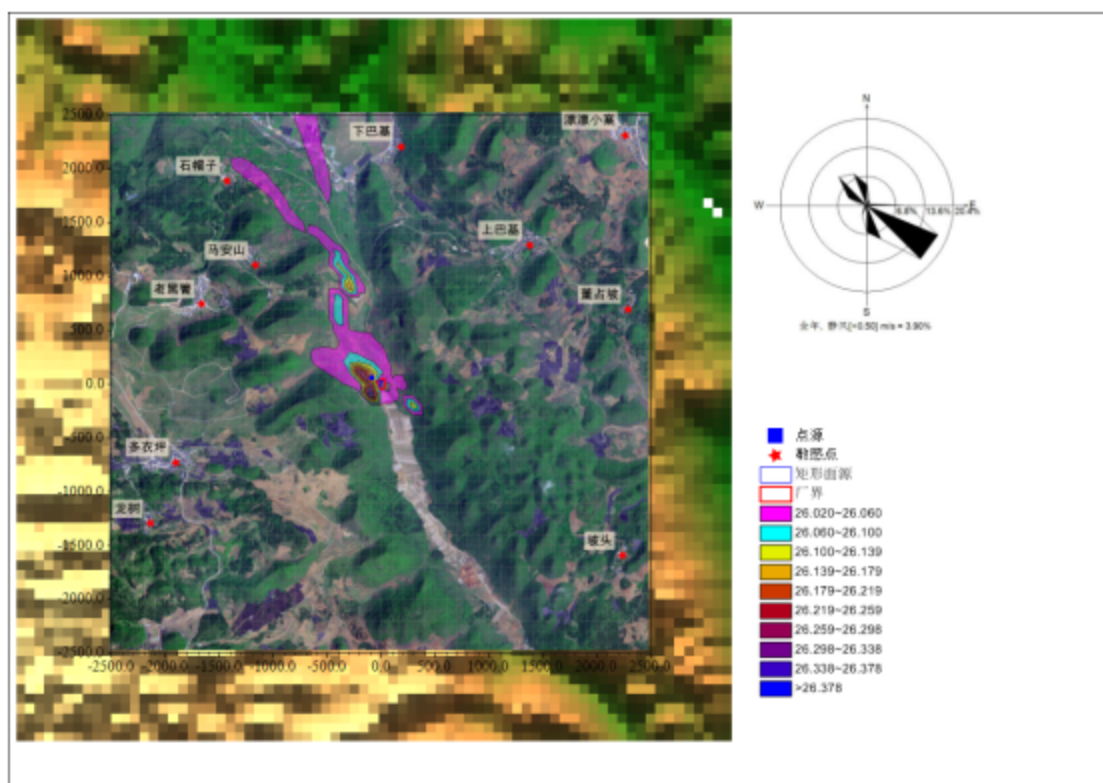 2500.0
2000.0
1500.0
1000.0
500.0
0.0
-500.0
-1000.0
-1500.0
-2000.0
-2500.0
-2500.0 -2000.0 -1500.0 -1000.0 -500.0 0.0 500.0 1000.0 1500.0 2000.0 2500.0
下巴基
凉凉小寨
石帽子
上巴基
马安山
老黑箐
董占坡
多衣坪
龙树
坡头
N
W
E
S
6.8%
13.6%
20.4%
全年, 静风[<0.50] m/s = 3.90%
点源
敏感点
矩形面源
厂界
26.020~26.060
26.060~26.100
26.100~26.139
26.139~26.179
26.179~26.219
26.219~26.259
26.259~26.298
26.298~26.338
26.338~26.378
>26.378